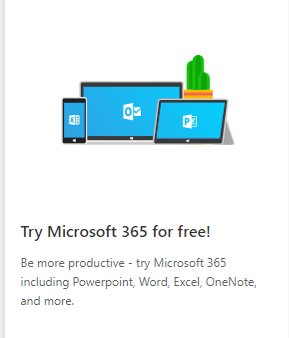 Try Microsoft 365 for free!
Be more productive - try Microsoft 365
including Powerpoint, Word, Excel, OneNote,
and more.